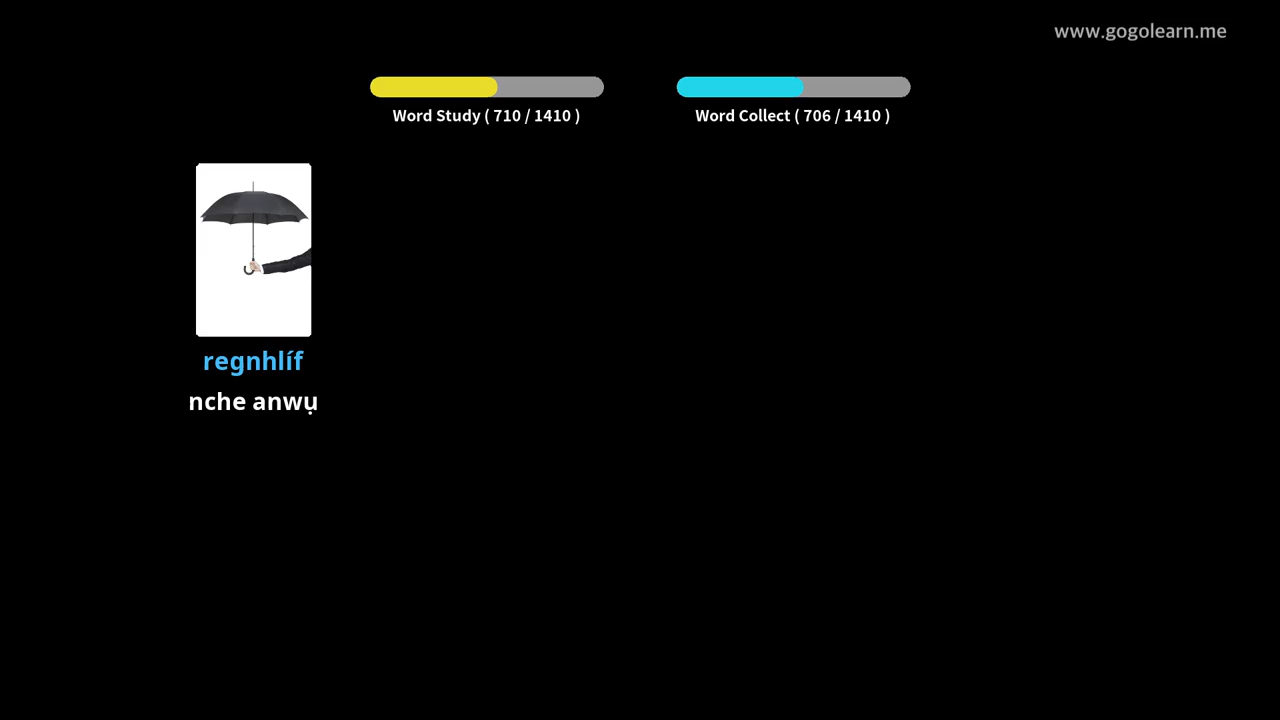 www.gogolearn.me
Word Study ( 710 / 1410 )
Word Collect ( 706 / 1410 )
regnhlíf
nche anwụ